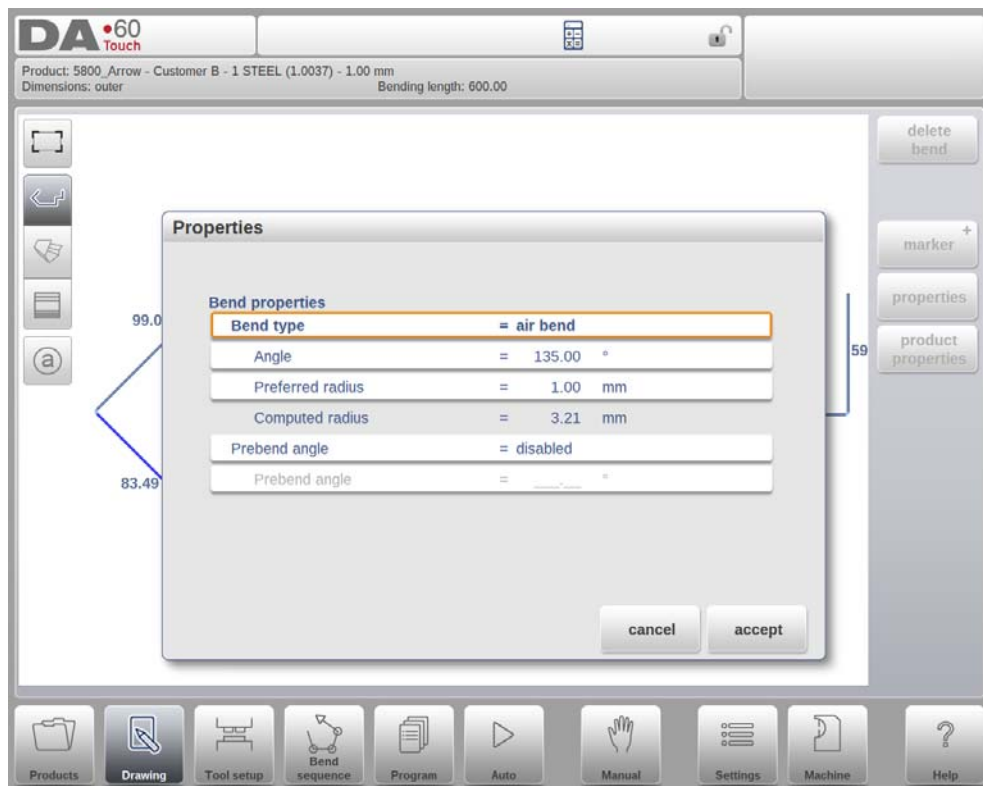 DA•60
Touch
Product: 5800_Arrow - Customer B - 1 STEEL (1.0037) - 1.00 mm
Dimensions: outer Bending length: 600.00
delete
bend
Properties
marker +
Bend properties
properties
99.0
Bend type = air bend
product
properties
59
a
Angle = 135.00 °
Preferred radius = 1.00 mm
Computed radius = 3.21 mm
Prebend angle = disabled
83.49
Prebend angle = ___.__ °
cancel accept
Products Drawing Tool setup Bend
sequence Program Auto Manual Settings Machine Help